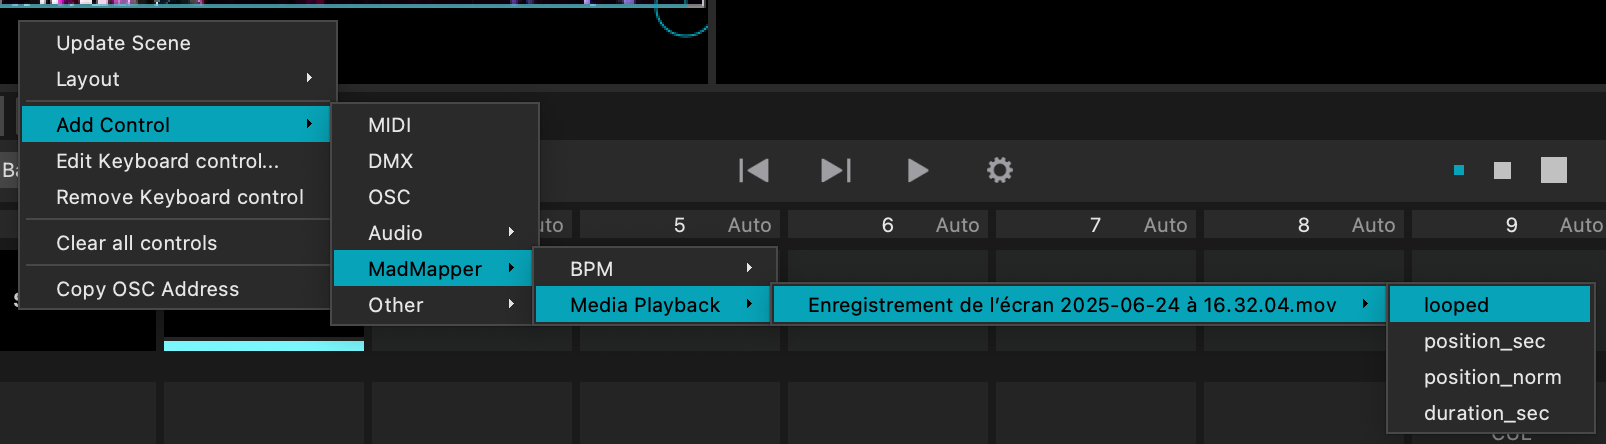 Update Scene
Layout
Add Control
Edit Keyboard control...
Remove Keyboard control
Clear all controls
Copy OSC Address
MIDI
DMX
OSC
Audio
MadMapper
Other
BPM
Media Playback
Enregistrement de l’écran 2025-06-24 à 16.32.04.mov
looped
position_sec
position_norm
duration_sec
5 Auto
6 Auto
7 Auto
8 Auto
9 Auto